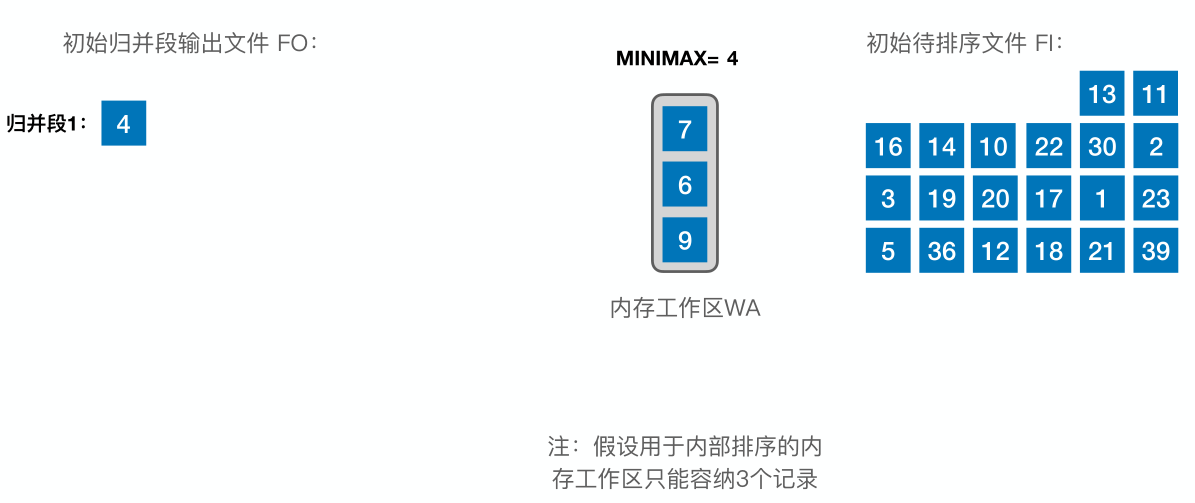 初始归并段输出文件 FO：
MINIMAX= 4
初始待排序文件 FI：
归并段1： 4
7
6
9
13 11
16 14 10 22 30 2
3 19 20 17 1 23
5 36 12 18 21 39
内存工作区WA
注：假设用于内部排序的内
存工作区只能容纳3个记录